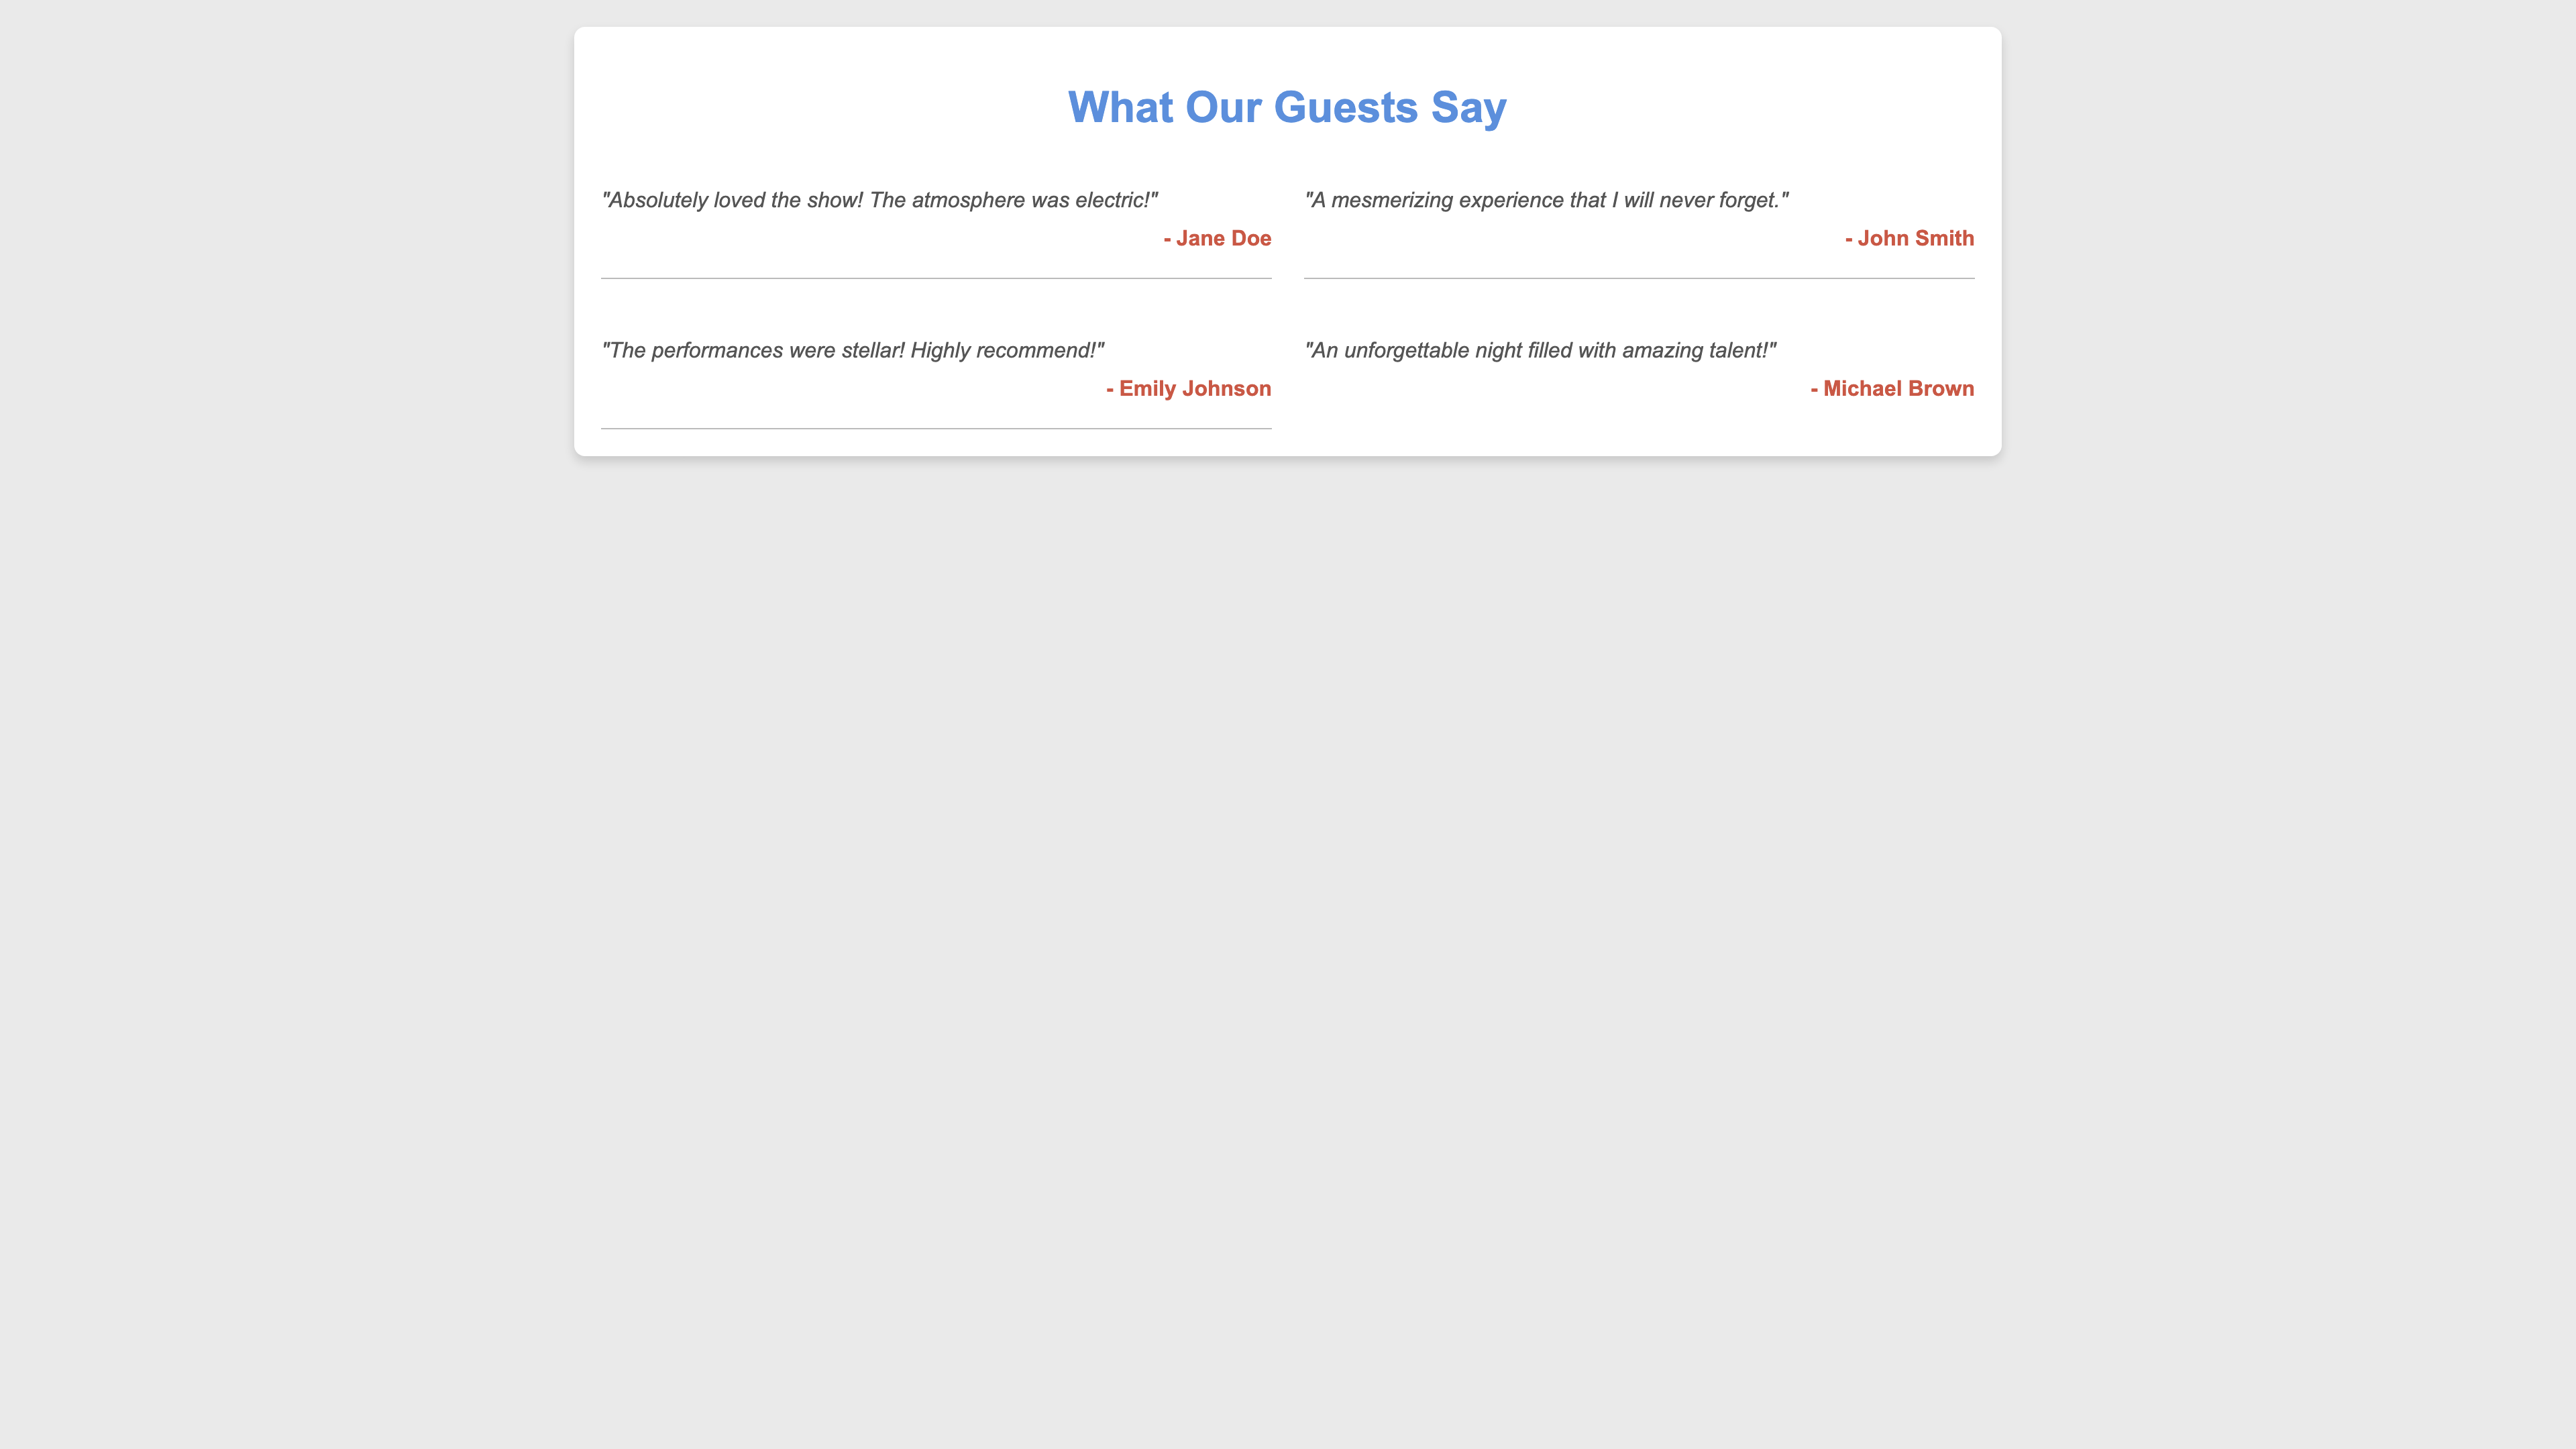 What Our Guests Say
"Absolutely loved the show! The atmosphere was electric!"
- Jane Doe
"A mesmerizing experience that I will never forget."
- John Smith
"The performances were stellar! Highly recommend!"
- Emily Johnson
"An unforgettable night filled with amazing talent!"
- Michael Brown